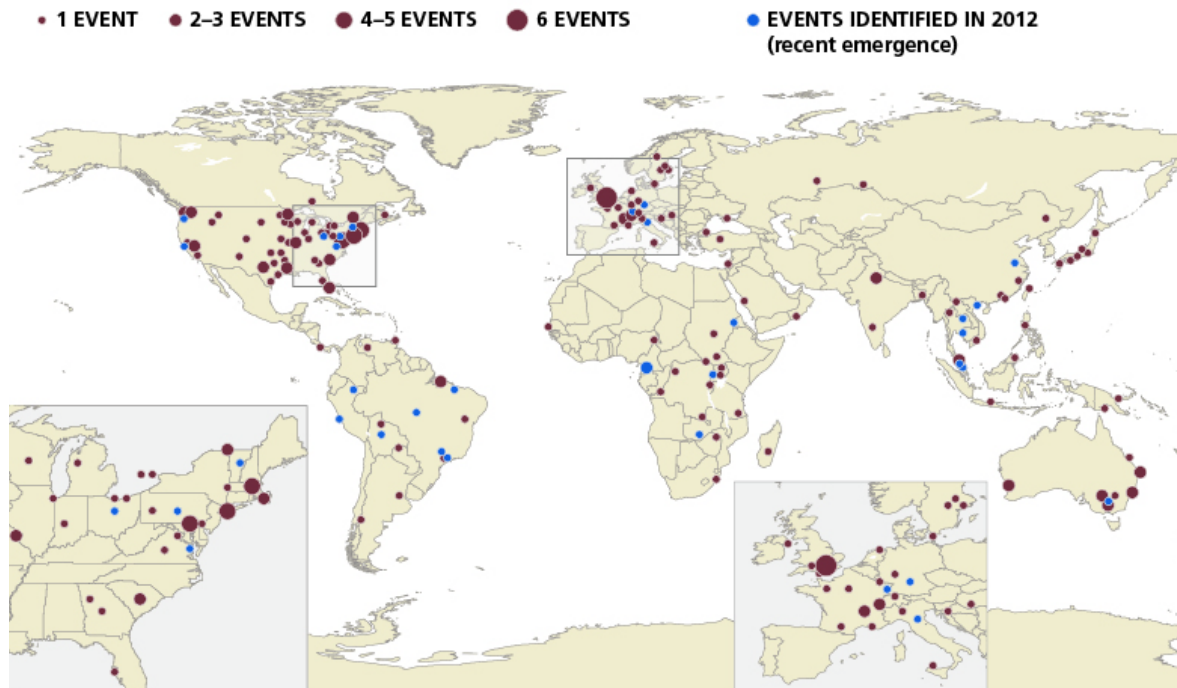 1 EVENT 2–3 EVENTS 4–5 EVENTS 6 EVENTS EVENTS IDENTIFIED IN 2012
(recent emergence)